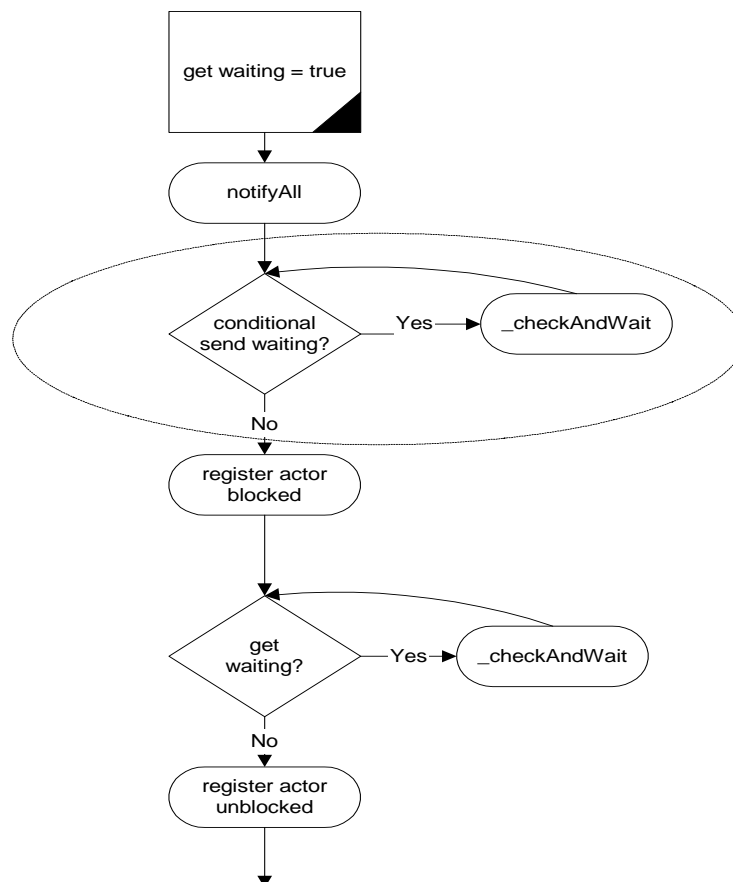 get waiting = true
notifyAll
conditional
send waiting?
Yes
_checkAndWait
No
register actor
blocked
get
waiting?
Yes
_checkAndWait
No
register actor
unblocked